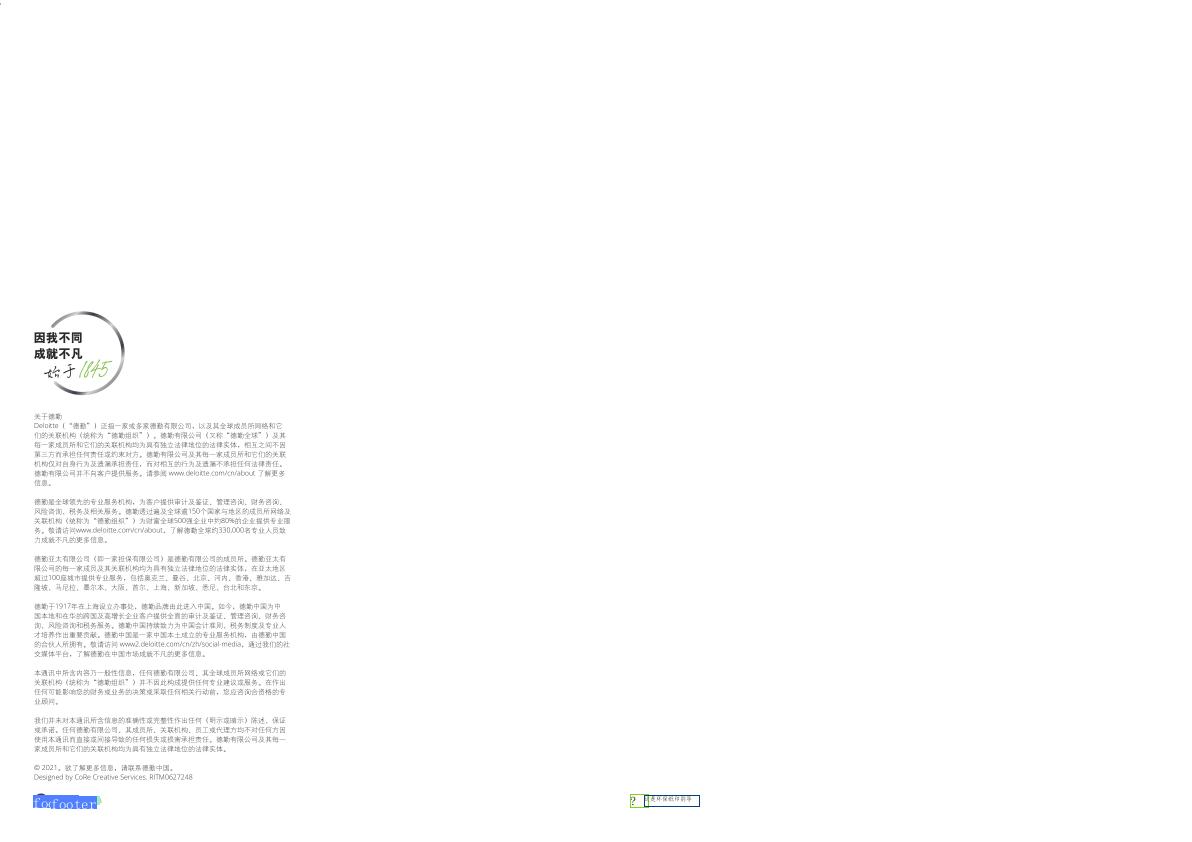 因我不同
成就不凡
始于1845
关于德勤
Deloitte（“德勤”）泛指一家或多家德勤有限公司，以及其全球成员所网络和它
们的关联机构（统称为“德勤组织”）。德勤有限公司（又称“德勤全球”）及其
每一家成员所和它们的关联机构均为具有独立法律地位的法律实体，相互之间不因
第三方而承担任何责任或约束对方。德勤有限公司及其每一家成员所和它们的关联
机构仅对自身行为及遗漏承担责任，而对相互的行为及遗漏不承担任何法律责任。
德勤有限公司并不向客户提供服务。请参阅 www.deloitte.com/cn/about 了解更多
信息。
德勤是全球领先的专业服务机构，为客户提供审计及鉴证、管理咨询、财务咨询、
风险咨询、税务及相关服务。德勤透过遍及全球逾150个国家与地区的成员所网络及
关联机构（统称为“德勤组织”）为财富全球500强企业中约80%的企业提供专业服
务。敬请访问www.deloitte.com/cn/about，了解德勤全球约330,000名专业人员致
力成就不凡的更多信息。
德勤亚太有限公司（即一家担保有限公司）是德勤有限公司的成员所。德勤亚太有
限公司的每一家成员及其关联机构均为具有独立法律地位的法律实体，在亚太地区
超过100座城市提供专业服务，包括奥克兰、曼谷、北京、河内、香港、雅加达、吉
隆坡、马尼拉、墨尔本、大阪、首尔、上海、新加坡、悉尼、台北和东京。
德勤于1917年在上海设立办事处，德勤品牌由此进入中国。如今，德勤中国为中
国本地和在华的跨国及高增长企业客户提供全面的审计及鉴证、管理咨询、财务咨
询、风险咨询和税务服务。德勤中国持续致力为中国会计准则、税务制度及专业人
才培养作出重要贡献。德勤中国是一家中国本土成立的专业服务机构，由德勤中国
的合伙人所拥有。敬请访问 www2.deloitte.com/cn/zh/social-media，通过我们的社
交媒体平台，了解德勤在中国市场成就不凡的更多信息。
本通讯中所含内容乃一般性信息，任何德勤有限公司、其全球成员所网络或它们的
关联机构（统称为“德勤组织”）并不因此构成提供任何专业建议或服务。在作出
任何可能影响您的财务或业务的决策或采取任何相关行动前，您应咨询合资格的专
业顾问。
我们并未对本通讯所含信息的准确性或完整性作出任何（明示或暗示）陈述、保证
或承诺。任何德勤有限公司、其成员所、关联机构、员工或代理方均不对任何方因
使用本通讯而直接或间接导致的任何损失或损害承担责任。德勤有限公司及其每一
家成员所和它们的关联机构均为具有独立法律地位的法律实体。
© 2021。欲了解更多信息，请联系德勤中国。
Designed by CoRe Creative Services. RITM0627248
fofooter
? 是环保纸印刷